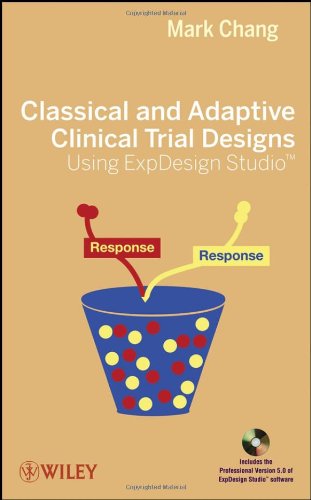 Mark Chang
Classical and Adaptive
Clinical Trial Designs
Using ExpDesign Studio™
Response
Response
Includes the
Professional Version 5.0 of
ExpDesign Studio™ software
WILEY